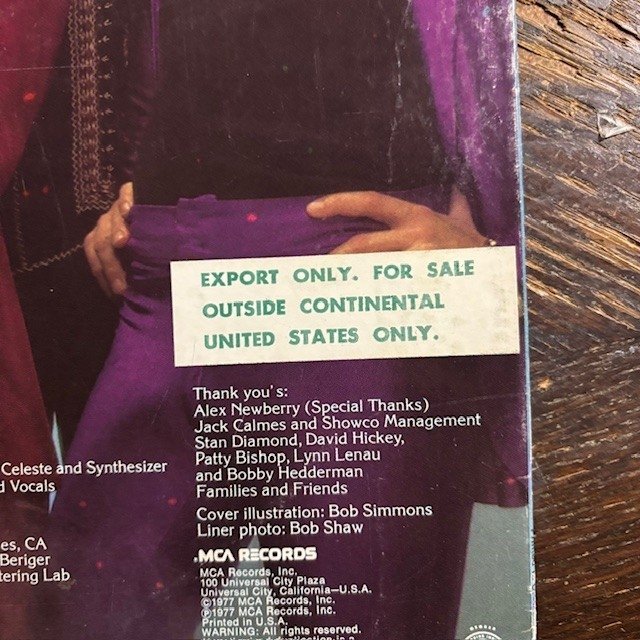 EXPORT ONLY. FOR SALE
OUTSIDE CONTINENTAL
UNITED STATES ONLY.
Thank you's:
Alex Newberry (Special Thanks)
Jack Calmes and Showco Management
Stan Diamond, David Hickey,
Patty Bishop, Lynn Lenau
and Bobby Hedderman
Families and Friends
Cover illustration: Bob Simmons
Liner photo: Bob Shaw
Celeste and Synthesizer
d Vocals
es, CA
Beriger
tering Lab
MCA RECORDS
MCA Records, Inc.
100 Universal City Plaza
Universal City, California—U.S.A.
©1977 MCA Records, Inc.
℗1977 MCA Records, Inc.
Printed in U.S.A.
WARNING: All rights reserved.